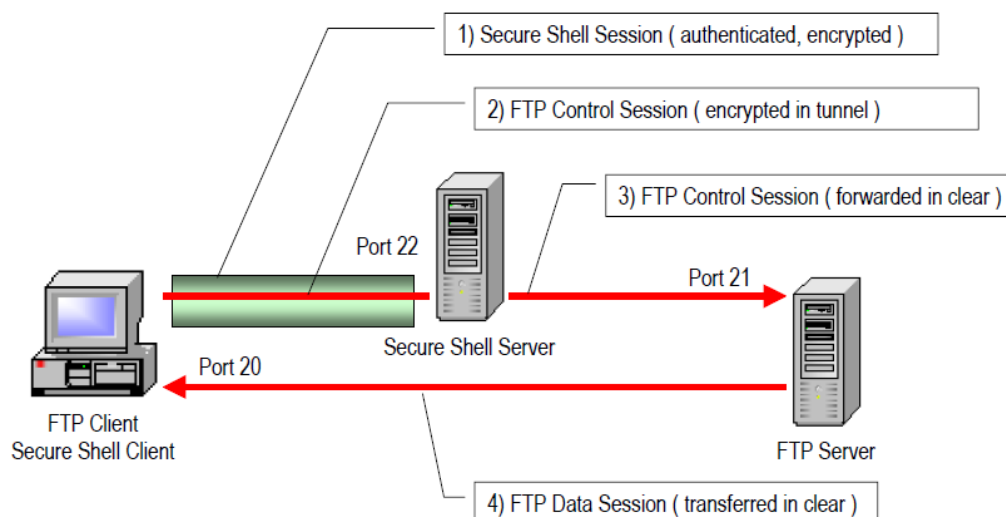 1) Secure Shell Session ( authenticated, encrypted )
2) FTP Control Session ( encrypted in tunnel )
3) FTP Control Session ( forwarded in clear )
Port 22
Port 21
Secure Shell Server
Port 20
FTP Client
Secure Shell Client
FTP Server
4) FTP Data Session ( transferred in clear )